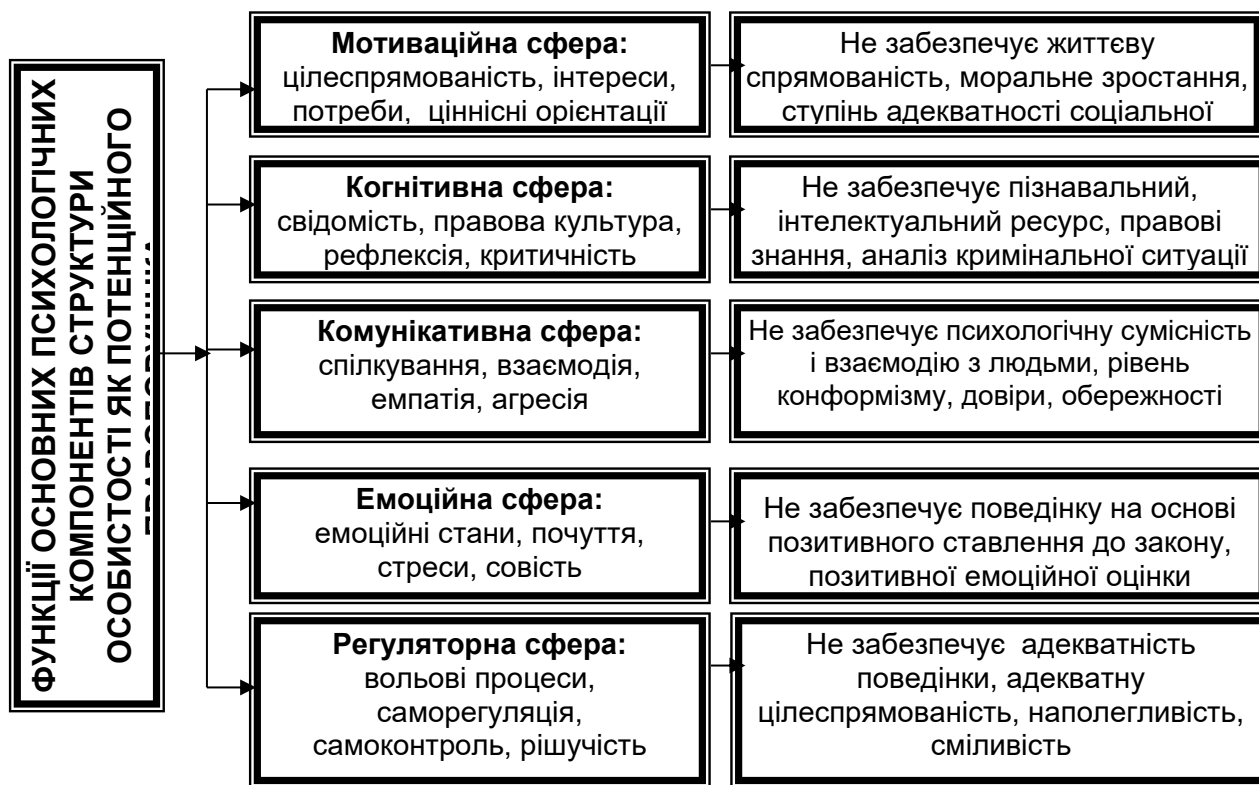 ФУНКЦІЇ ОСНОВНИХ ПСИХОЛОГІЧНИХ
КОМПОНЕНТІВ СТРУКТУРИ
ОСОБИСТОСТІ ЯК ПОТЕНЦІЙНОГО
Мотиваційна сфера:
цілеспрямованість, інтереси,
потреби, ціннісні орієнтації
Не забезпечує життєву
спрямованість, моральне зростання,
ступінь адекватності соціальної
Когнітивна сфера:
свідомість, правова культура,
рефлексія, критичність
Не забезпечує пізнавальний,
інтелектуальний ресурс, правові
знання, аналіз кримінальної ситуації
Комунікативна сфера:
спілкування, взаємодія,
емпатія, агресія
Не забезпечує психологічну сумісність
і взаємодію з людьми, рівень
конформізму, довіри, обережності
Емоційна сфера:
емоційні стани, почуття,
стреси, совість
Не забезпечує поведінку на основі
позитивного ставлення до закону,
позитивної емоційної оцінки
Регуляторна сфера:
вольові процеси,
саморегуляція,
самоконтроль, рішучість
Не забезпечує адекватність
поведінки, адекватну
цілеспрямованість, наполегливість,
сміливість